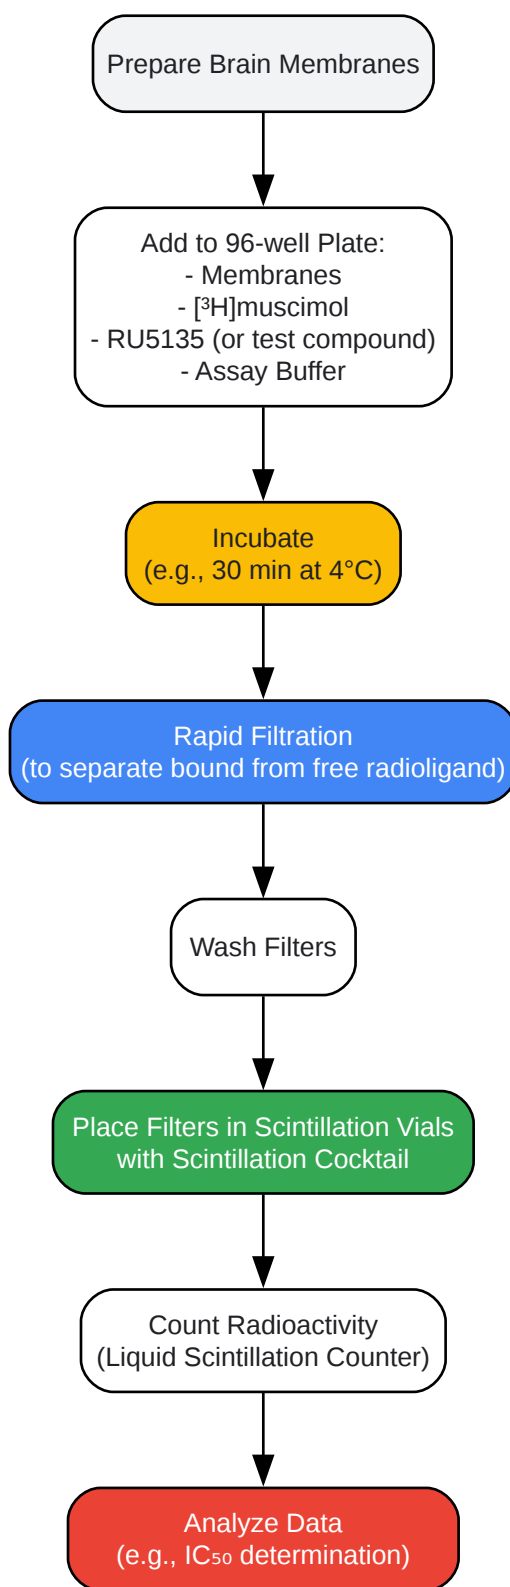 Prepare Brain Membranes
Add to 96-well Plate:
- Membranes
- [³H]muscimol
- RU5135 (or test compound)
- Assay Buffer
Incubate
(e.g., 30 min at 4°C)
Rapid Filtration
(to separate bound from free radioligand)
Wash Filters
Place Filters in Scintillation Vials
with Scintillation Cocktail
Count Radioactivity
(Liquid Scintillation Counter)
Analyze Data
(e.g., IC₅₀ determination)